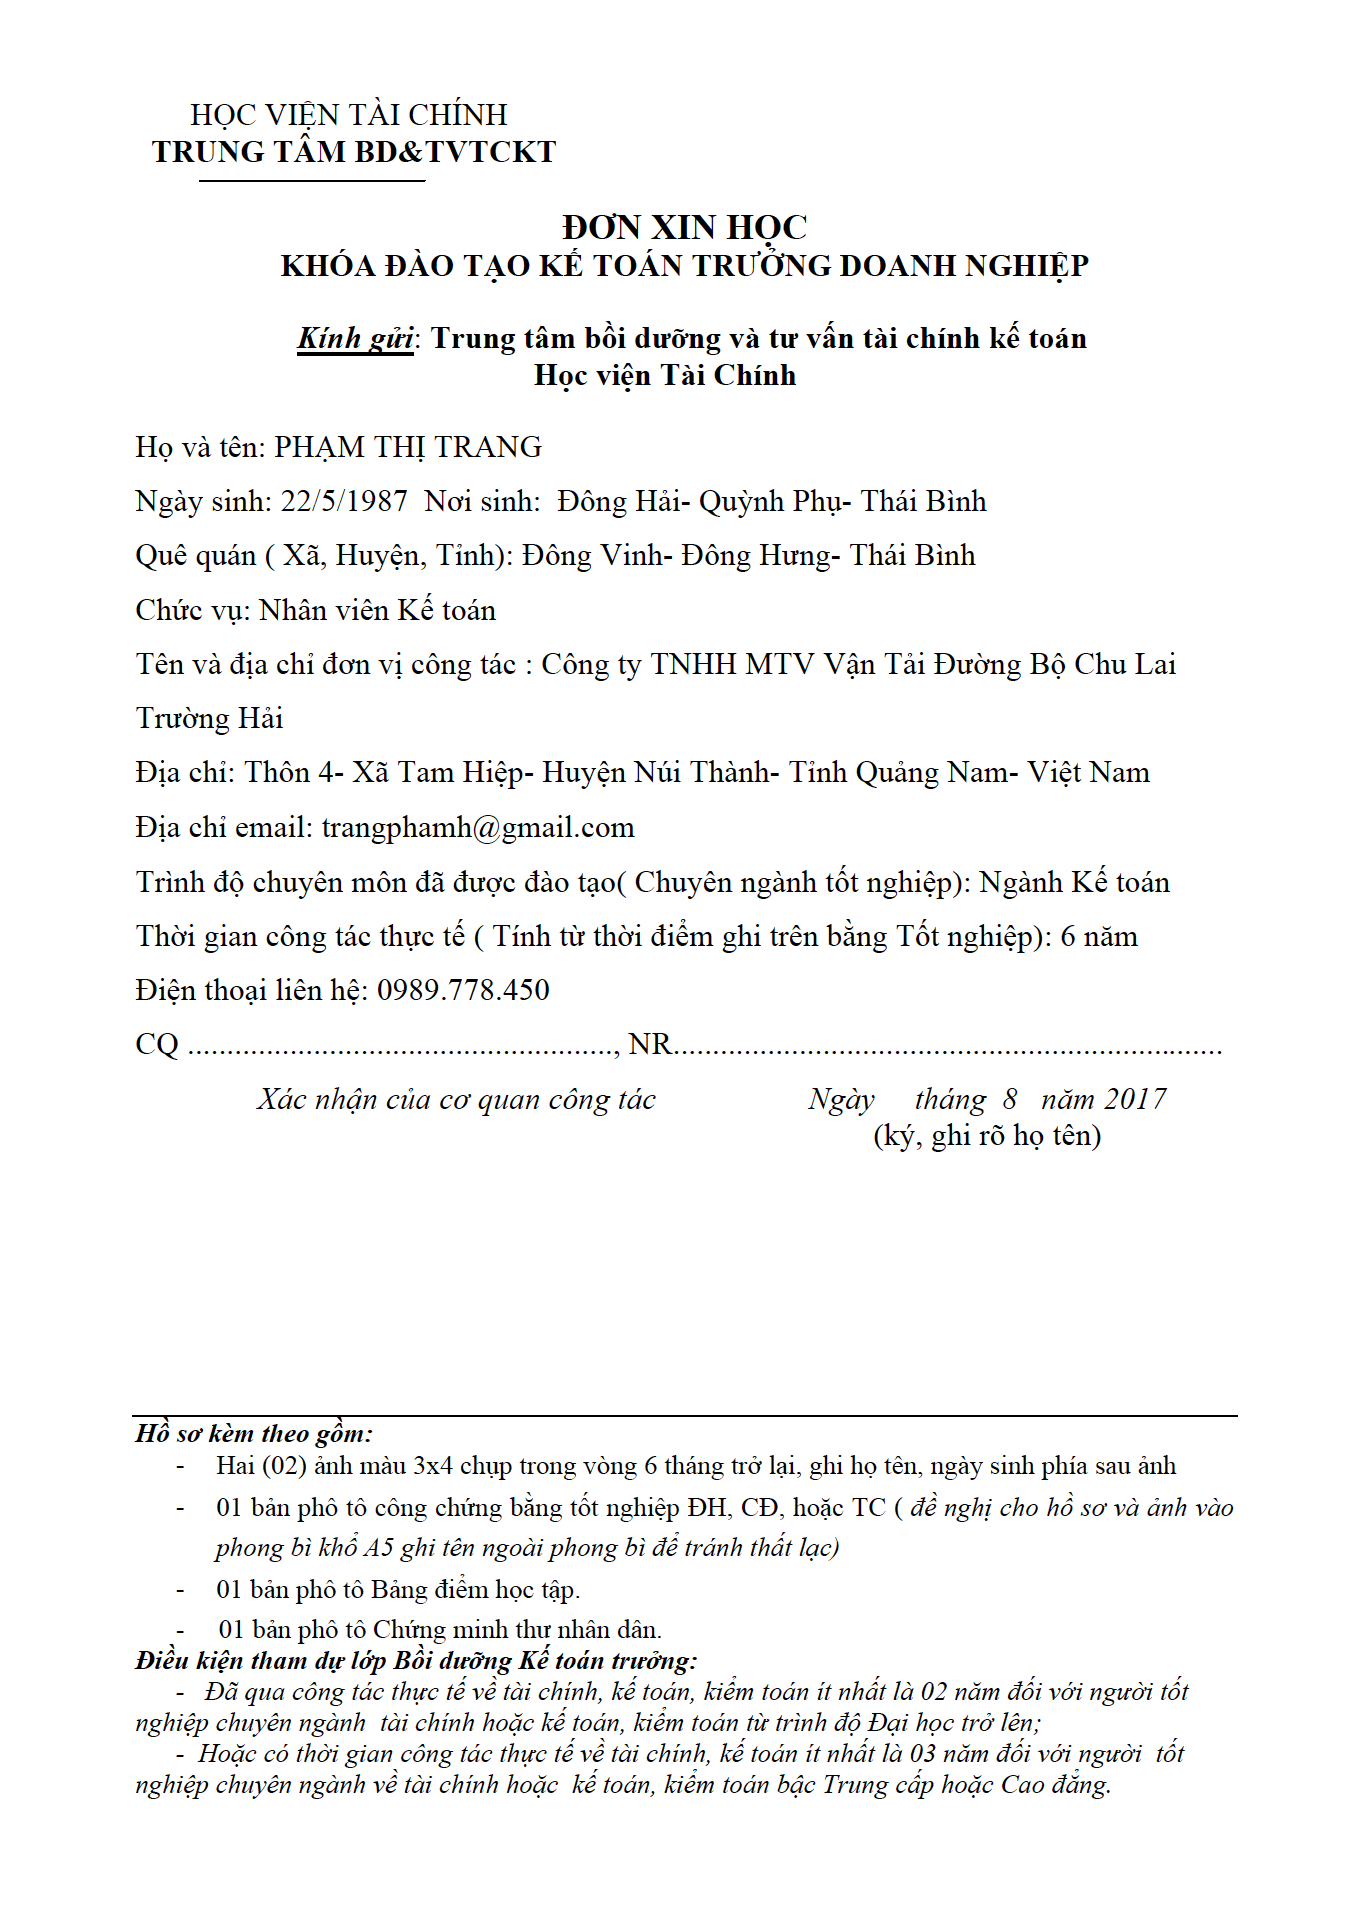 HỌC VIỆN TÀI CHÍNH
TRUNG TÂM BD&TVTCKT
ĐƠN XIN HỌC
KHÓA ĐÀO TẠO KẾ TOÁN TRƯỞNG DOANH NGHIỆP
Kính gửi: Trung tâm bồi dưỡng và tư vấn tài chính kế toán
Học viện Tài Chính
Họ và tên: PHẠM THỊ TRANG
Ngày sinh: 22/5/1987  Nơi sinh:  Đông Hải- Quỳnh Phụ- Thái Bình
Quê quán ( Xã, Huyện, Tỉnh): Đông Vinh- Đông Hưng- Thái Bình
Chức vụ: Nhân viên Kế toán
Tên và địa chỉ đơn vị công tác : Công ty TNHH MTV Vận Tải Đường Bộ Chu Lai
Trường Hải
Địa chỉ: Thôn 4- Xã Tam Hiệp- Huyện Núi Thành- Tỉnh Quảng Nam- Việt Nam
Địa chỉ email: trangphamh@gmail.com
Trình độ chuyên môn đã được đào tạo( Chuyên ngành tốt nghiệp): Ngành Kế toán
Thời gian công tác thực tế ( Tính từ thời điểm ghi trên bằng Tốt nghiệp): 6 năm
Điện thoại liên hệ: 0989.778.450
CQ ......................................................, NR......................................................................
Xác nhận của cơ quan công tác    Ngày     tháng  8   năm 2017
(ký, ghi rõ họ tên)
Hồ sơ kèm theo gồm:
- Hai (02) ảnh màu 3x4 chụp trong vòng 6 tháng trở lại, ghi họ tên, ngày sinh phía sau ảnh
- 01 bản phô tô công chứng bằng tốt nghiệp ĐH, CĐ, hoặc TC ( đề nghị cho hồ sơ và ảnh vào
phong bì khổ A5 ghi tên ngoài phong bì để tránh thất lạc)
- 01 bản phô tô Bảng điểm học tập.
- 01 bản phô tô Chứng minh thư nhân dân.
Điều kiện tham dự lớp Bồi dưỡng Kế toán trưởng:
- Đã qua công tác thực tế về tài chính, kế toán, kiểm toán ít nhất là 02 năm đối với người tốt
nghiệp chuyên ngành  tài chính hoặc kế toán, kiểm toán từ trình độ Đại học trở lên;
- Hoặc có thời gian công tác thực tế về tài chính, kế toán ít nhất là 03 năm đối với người  tốt
nghiệp chuyên ngành về tài chính hoặc  kế toán, kiểm toán bậc Trung cấp hoặc Cao đẳng.